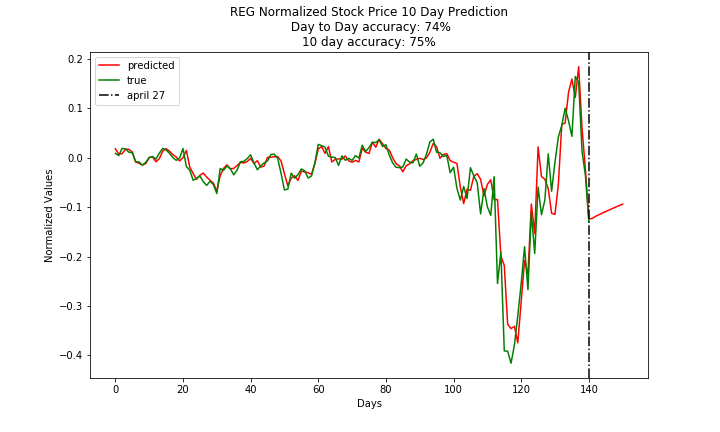 REG Normalized Stock Price 10 Day Prediction
Day to Day accuracy: 74%
10 day accuracy: 75%
predicted
true
april 27
0.2
0.1
0.0
−0.1
−0.2
−0.3
−0.4
Normalized Values
0 20 40 60 80 100 120 140
Days